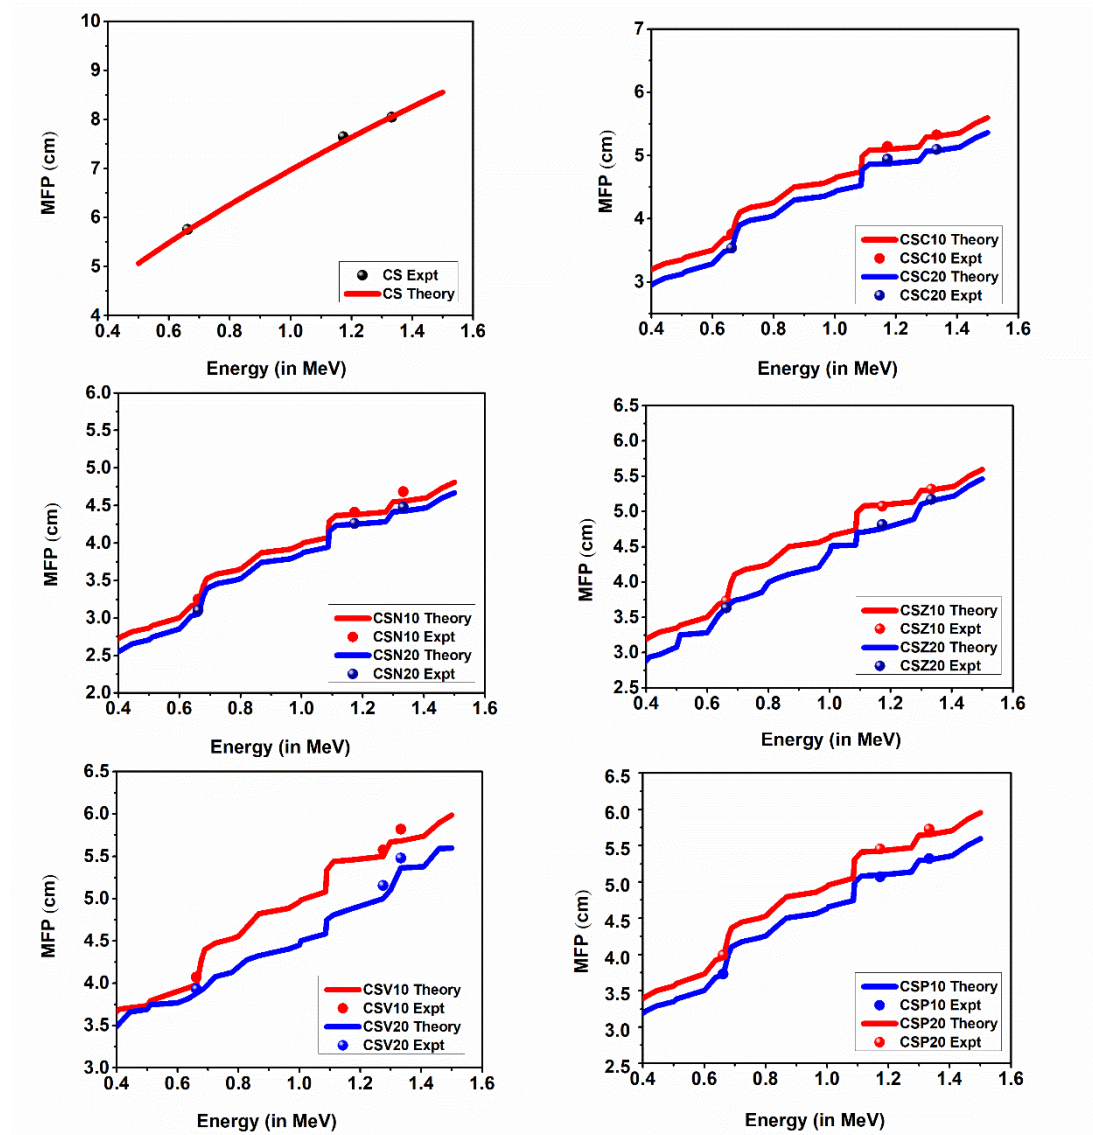 MFP (cm)
10
9
8
7
6
5
4
0.4 0.6 0.8 1.0 1.2 1.4 1.6
CS Expt
CS Theory
Energy (in MeV)
MFP (cm)
7
6
5
4
3
0.4 0.6 0.8 1.0 1.2 1.4 1.6
CSC10 Theory
CSC10 Expt
CSC20 Theory
CSC20 Expt
Energy (in MeV)
MFP (cm)
6.0
5.5
5.0
4.5
4.0
3.5
3.0
2.5
2.0
0.4 0.6 0.8 1.0 1.2 1.4 1.6
CSN10 Theory
CSN10 Expt
CSN20 Theory
CSN20 Expt
Energy (in MeV)
MFP (cm)
6.5
6.0
5.5
5.0
4.5
4.0
3.5
3.0
2.5
0.4 0.6 0.8 1.0 1.2 1.4 1.6
CSZ10 Theory
CSZ10 Expt
CSZ20 Theory
CSZ20 Expt
Energy (in MeV)
MFP (cm)
6.5
6.0
5.5
5.0
4.5
4.0
3.5
3.0
0.4 0.6 0.8 1.0 1.2 1.4 1.6
CSV10 Theory
CSV10 Expt
CSV20 Theory
CSV20 Expt
Energy (in MeV)
MFP (cm)
6.5
6.0
5.5
5.0
4.5
4.0
3.5
3.0
2.5
0.4 0.6 0.8 1.0 1.2 1.4 1.6
CSP10 Theory
CSP10 Expt
CSP20 Theory
CSP20 Expt
Energy (in MeV)